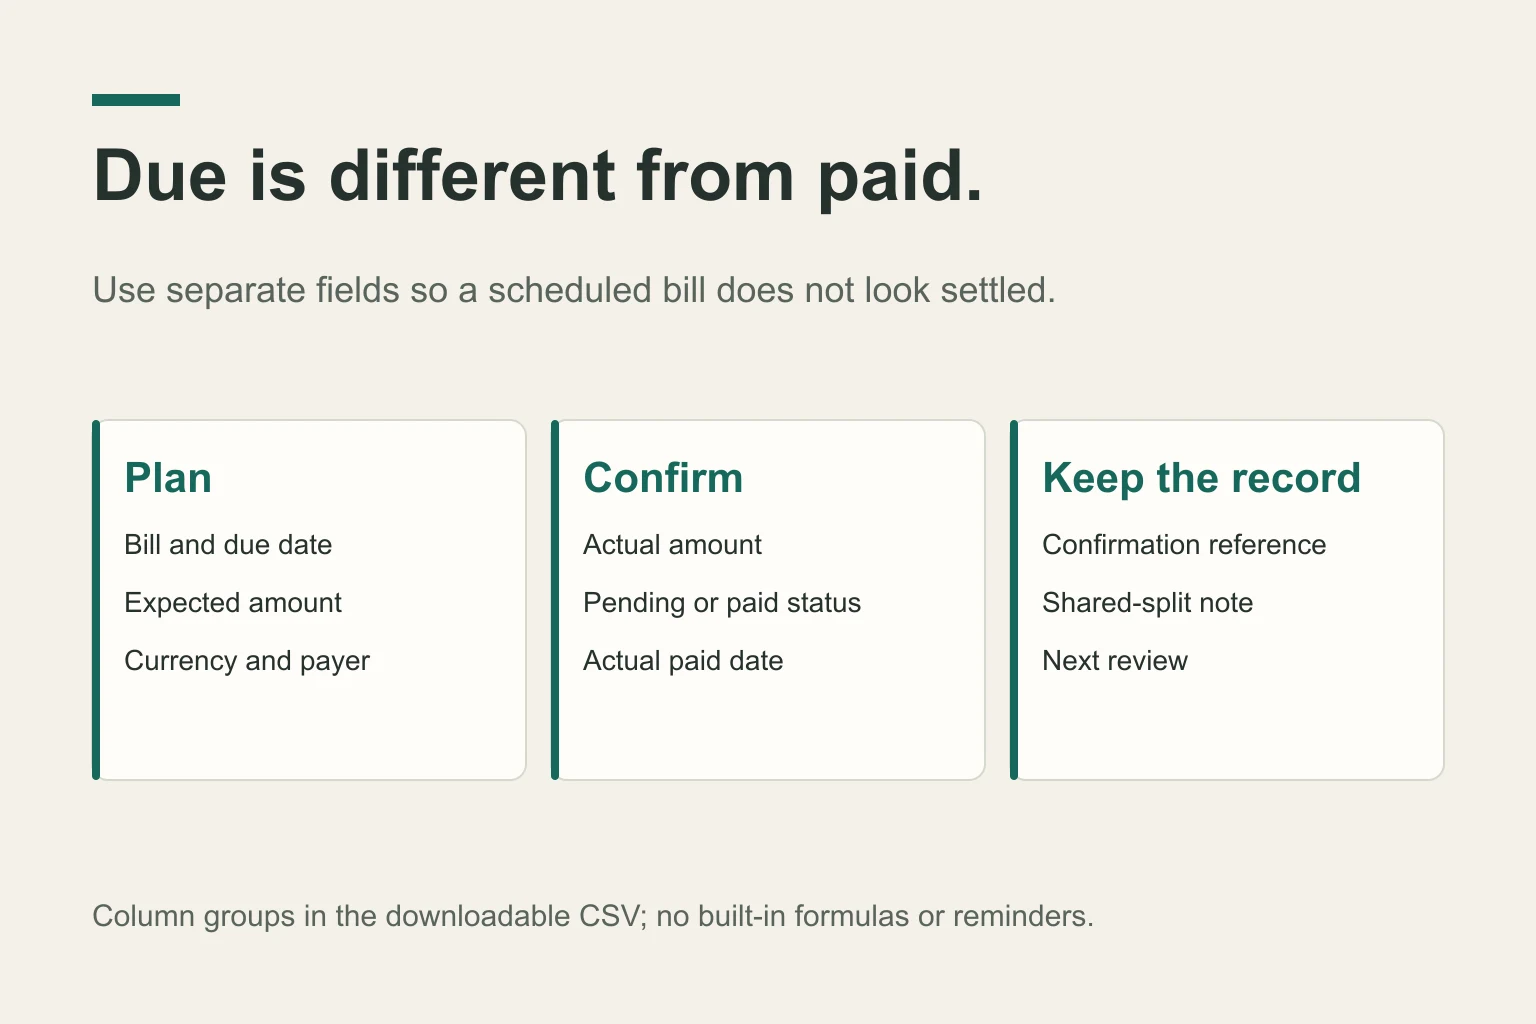 Due is different from paid.
Use separate fields so a scheduled bill does not look settled.
Plan
Bill and due date
Expected amount
Currency and payer
Confirm
Actual amount
Pending or paid status
Actual paid date
Keep the record
Confirmation reference
Shared-split note
Next review
Column groups in the downloadable CSV; no built-in formulas or reminders.